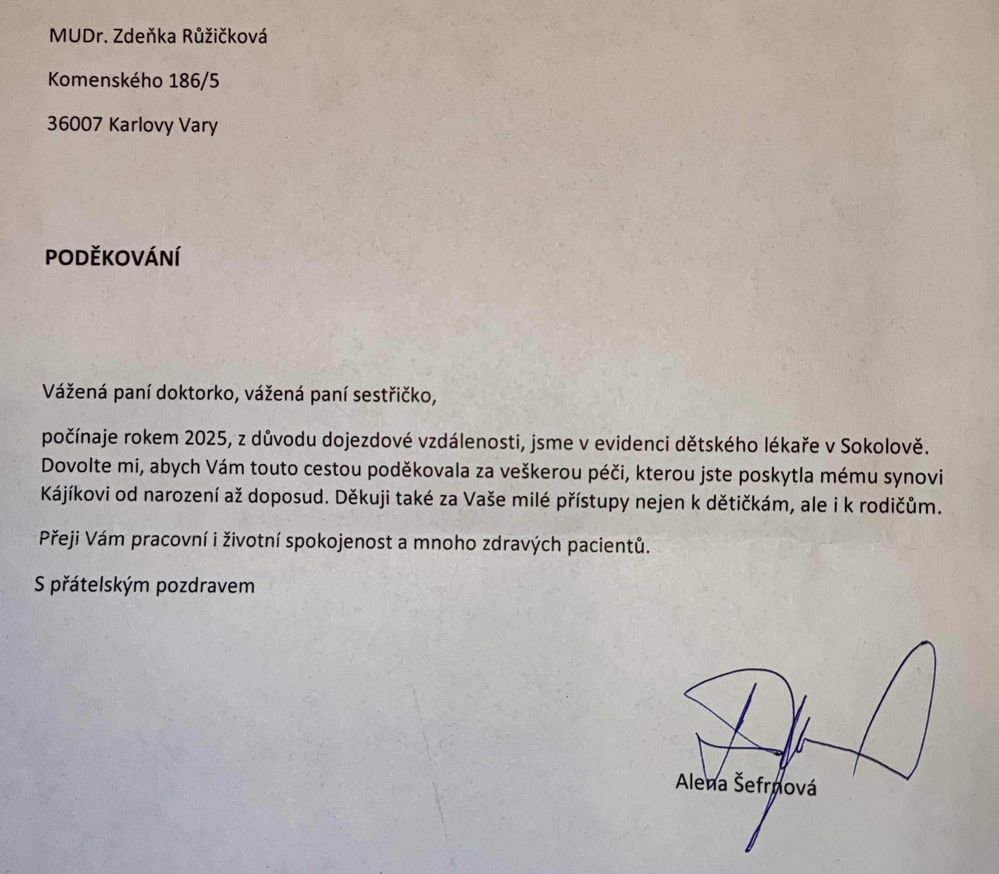 MUDr. Zdeňka Růžičková
Komenského 186/5
36007 Karlovy Vary
PODĚKOVÁNÍ
Vážená paní doktorko, vážená paní sestřičko,
počínaje rokem 2025, z důvodu dojezdové vzdálenosti, jsme v evidenci dětského lékaře v Sokolově.
Dovolte mi, abych Vám touto cestou poděkovala za veškerou péči, kterou jste poskytla mému synovi
Kájíkovi od narození až doposud. Děkuji také za Vaše milé přístupy nejen k dětičkám, ale i k rodičům.
Přeji Vám pracovní i životní spokojenost a mnoho zdravých pacientů.
S přátelským pozdravem
Alena Šefrnová